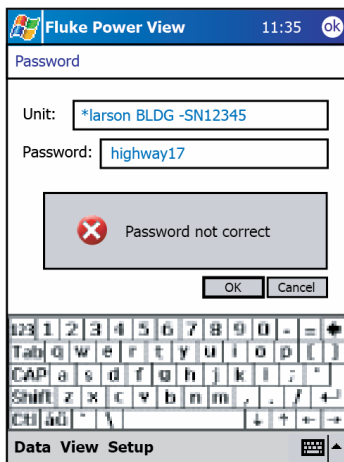 Fluke Power View 11:35 ok
Password
Unit: *larson BLDG -SN12345
Password: highway17
Password not correct
OK Cancel
123 1 2 3 4 5 6 7 8 9 0 - =
Tab q w e r t y u i o p [ ]
CAP a s d f g h j k l ; '
Shift z x c v b n m , . /
Ctl áü ` \
Data View Setup